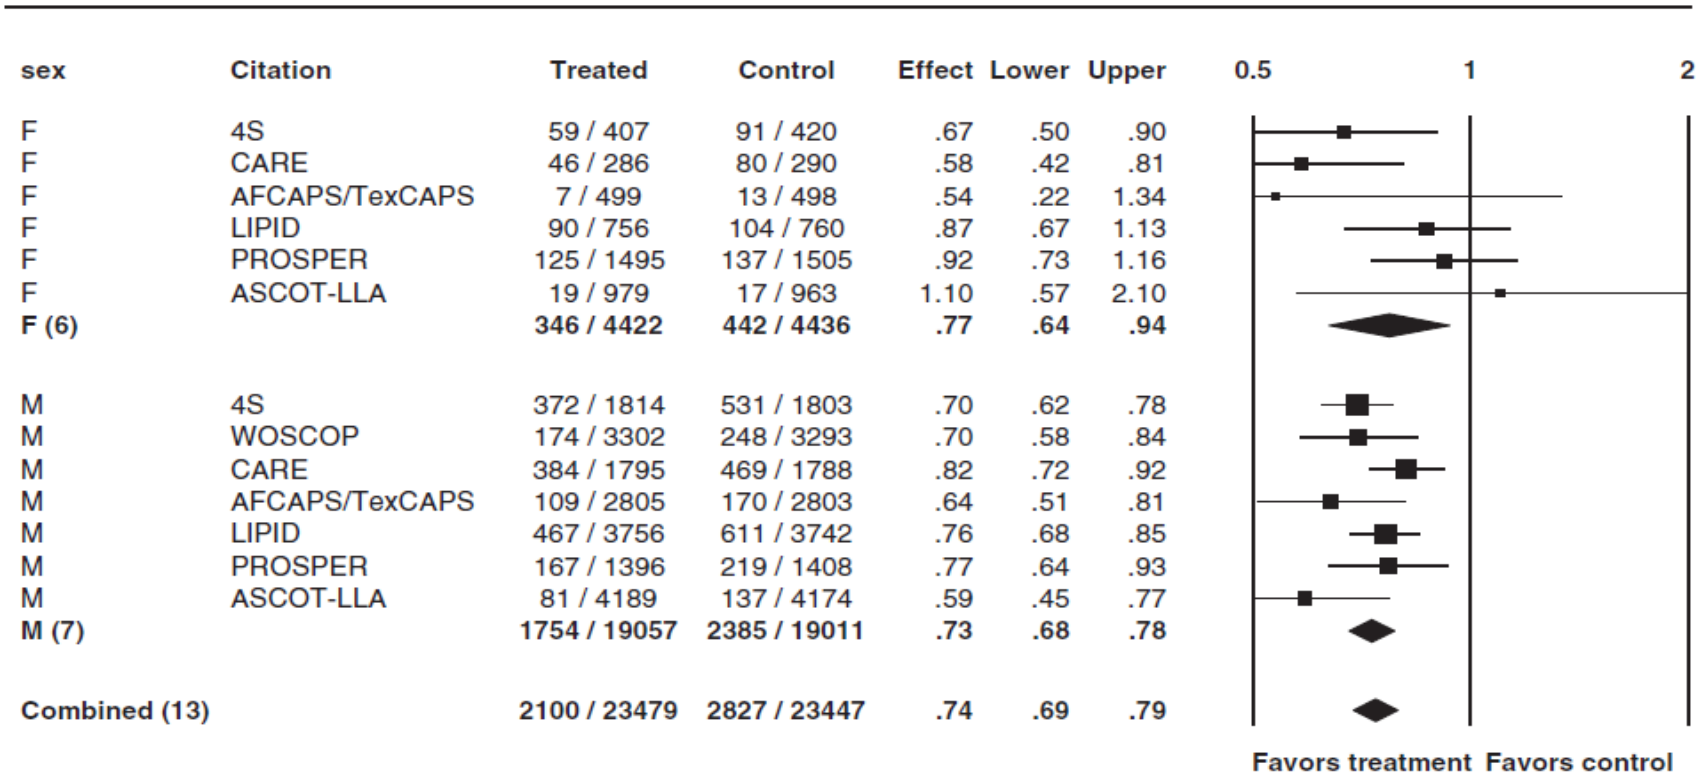 sex Citation Treated Control Effect Lower Upper 0.5 1 2
F 4S 59 / 407 91 / 420 .67 .50 .90
F CARE 46 / 286 80 / 290 .58 .42 .81
F AFCAPS/TexCAPS 7 / 499 13 / 498 .54 .22 1.34
F LIPID 90 / 756 104 / 760 .87 .67 1.13
F PROSPER 125 / 1495 137 / 1505 .92 .73 1.16
F ASCOT-LLA 19 / 979 17 / 963 1.10 .57 2.10
F (6) 346 / 4422 442 / 4436 .77 .64 .94
M 4S 372 / 1814 531 / 1803 .70 .62 .78
M WOSCOP 174 / 3302 248 / 3293 .70 .58 .84
M CARE 384 / 1795 469 / 1788 .82 .72 .92
M AFCAPS/TexCAPS 109 / 2805 170 / 2803 .64 .51 .81
M LIPID 467 / 3756 611 / 3742 .76 .68 .85
M PROSPER 167 / 1396 219 / 1408 .77 .64 .93
M ASCOT-LLA 81 / 4189 137 / 4174 .59 .45 .77
M (7) 1754 / 19057 2385 / 19011 .73 .68 .78
Combined (13) 2100 / 23479 2827 / 23447 .74 .69 .79
Favors treatment Favors control